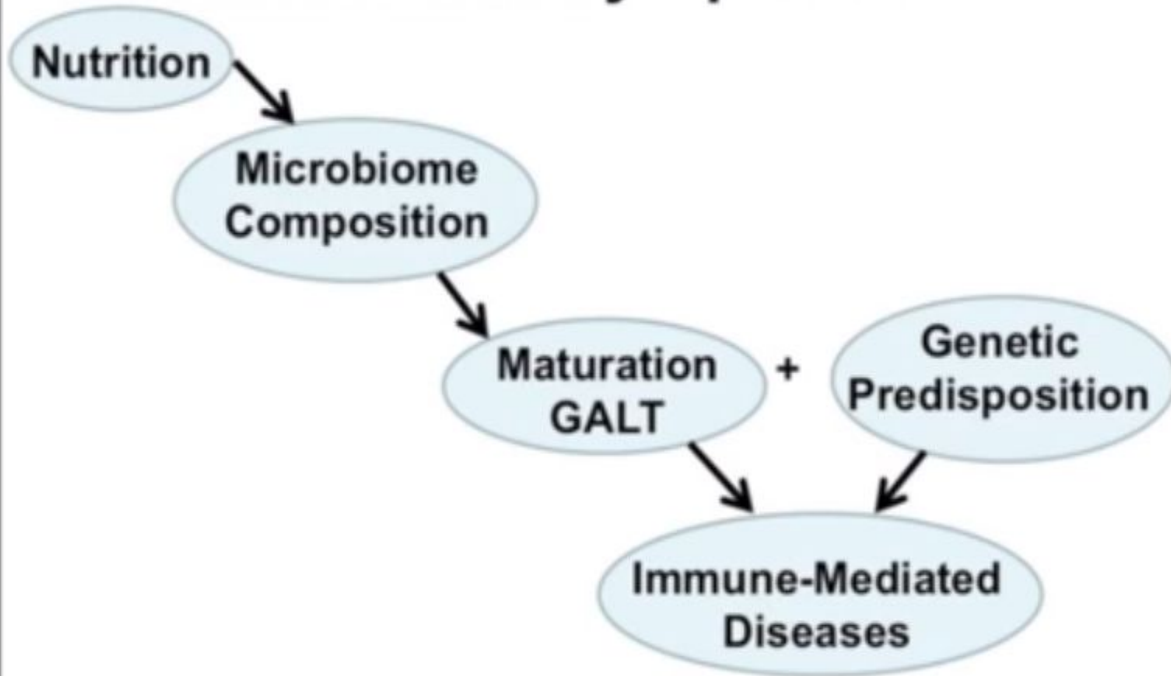 Nutrition
Microbiome
Composition
Maturation
GALT
+
Genetic
Predisposition
Immune-Mediated
Diseases